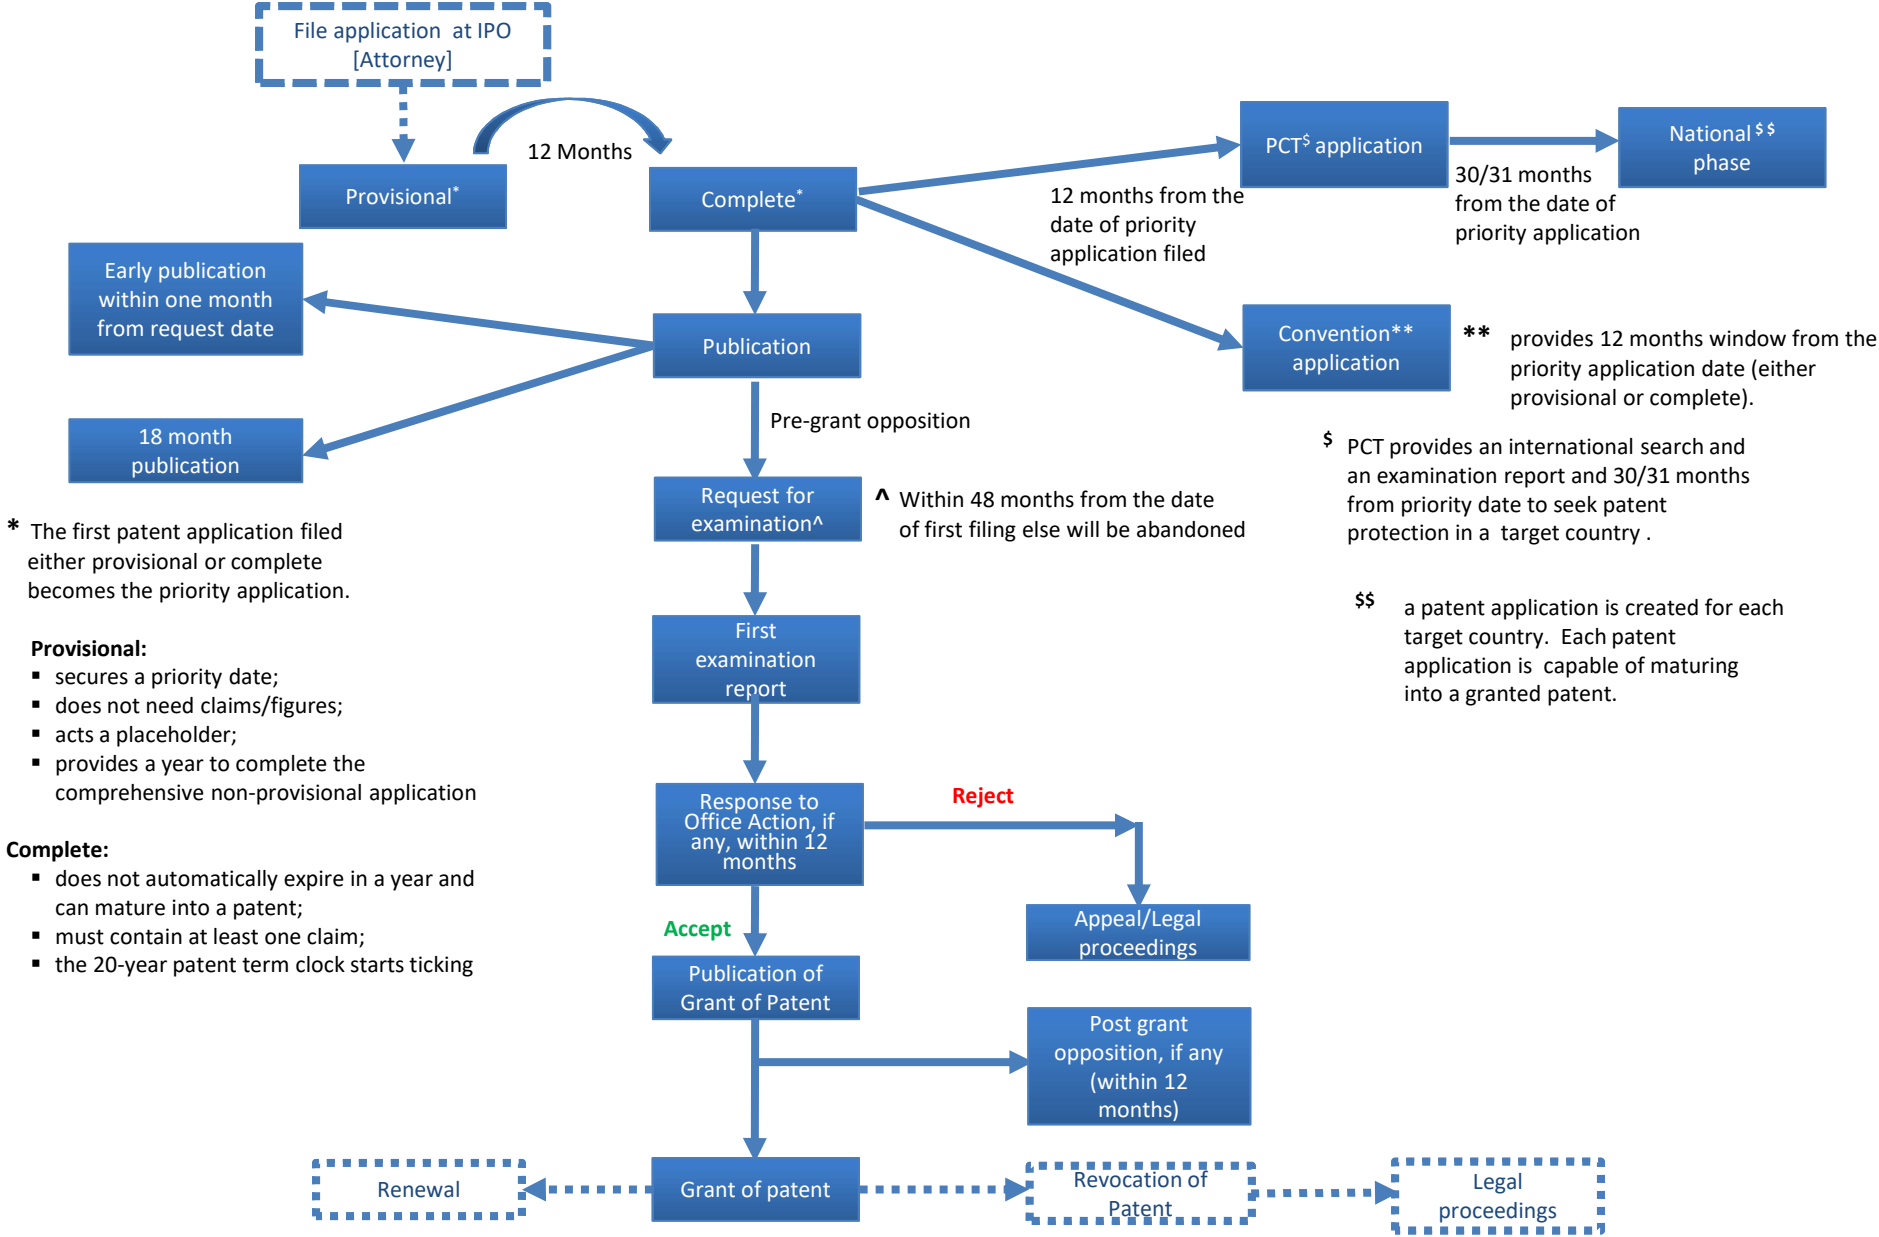 File application at IPO
[Attorney]
12 Months
Provisional*
Complete*
PCT$ application
National $ $
phase
12 months from the
date of priority
application filed
30/31 months
from the date of
priority application
Early publication
within one month
from request date
Publication
Convention**
application
** provides 12 months window from the
priority application date (either
provisional or complete).
18 month
publication
Pre-grant opposition
$ PCT provides an international search and
an examination report and 30/31 months
from priority date to seek patent
protection in a target country .
Request for
examination^
^ Within 48 months from the date
of first filing else will be abandoned
* The first patent application filed
either provisional or complete
becomes the priority application.
$$ a patent application is created for each
target country. Each patent
application is capable of maturing
into a granted patent.
First
examination
report
Provisional:
▪ secures a priority date;
▪ does not need claims/figures;
▪ acts a placeholder;
▪ provides a year to complete the
comprehensive non-provisional application
Response to
Office Action, if
any, within 12
months
Reject
Complete:
▪ does not automatically expire in a year and
can mature into a patent;
▪ must contain at least one claim;
▪ the 20-year patent term clock starts ticking
Accept
Appeal/Legal
proceedings
Publication of
Grant of Patent
Post grant
opposition, if any
(within 12
months)
Renewal
Grant of patent
Revocation of
Patent
Legal
proceedings